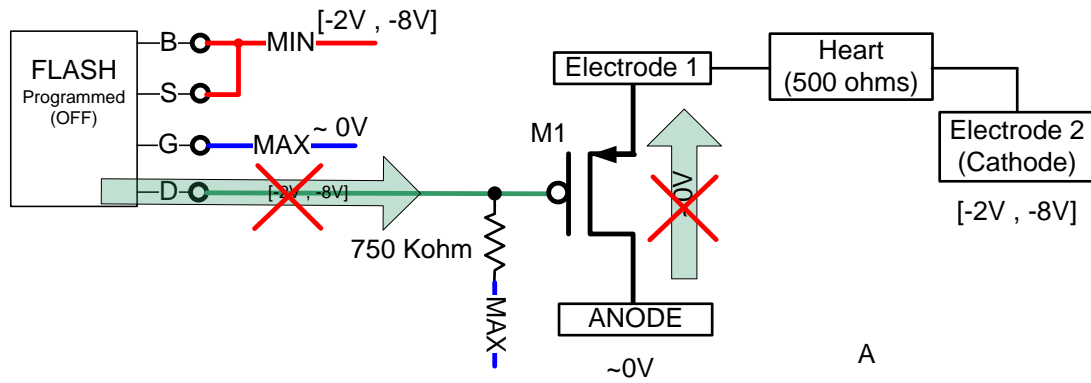 B
MIN
[-2V , -8V]
FLASH
Programmed
(OFF)
S
G
MAX
~ 0V
D
[-2V , -8V]
750 Kohm
MAX
M1
Electrode 1
Heart
(500 ohms)
Electrode 2
(Cathode)
[-2V , -8V]
ANODE
~0V
A